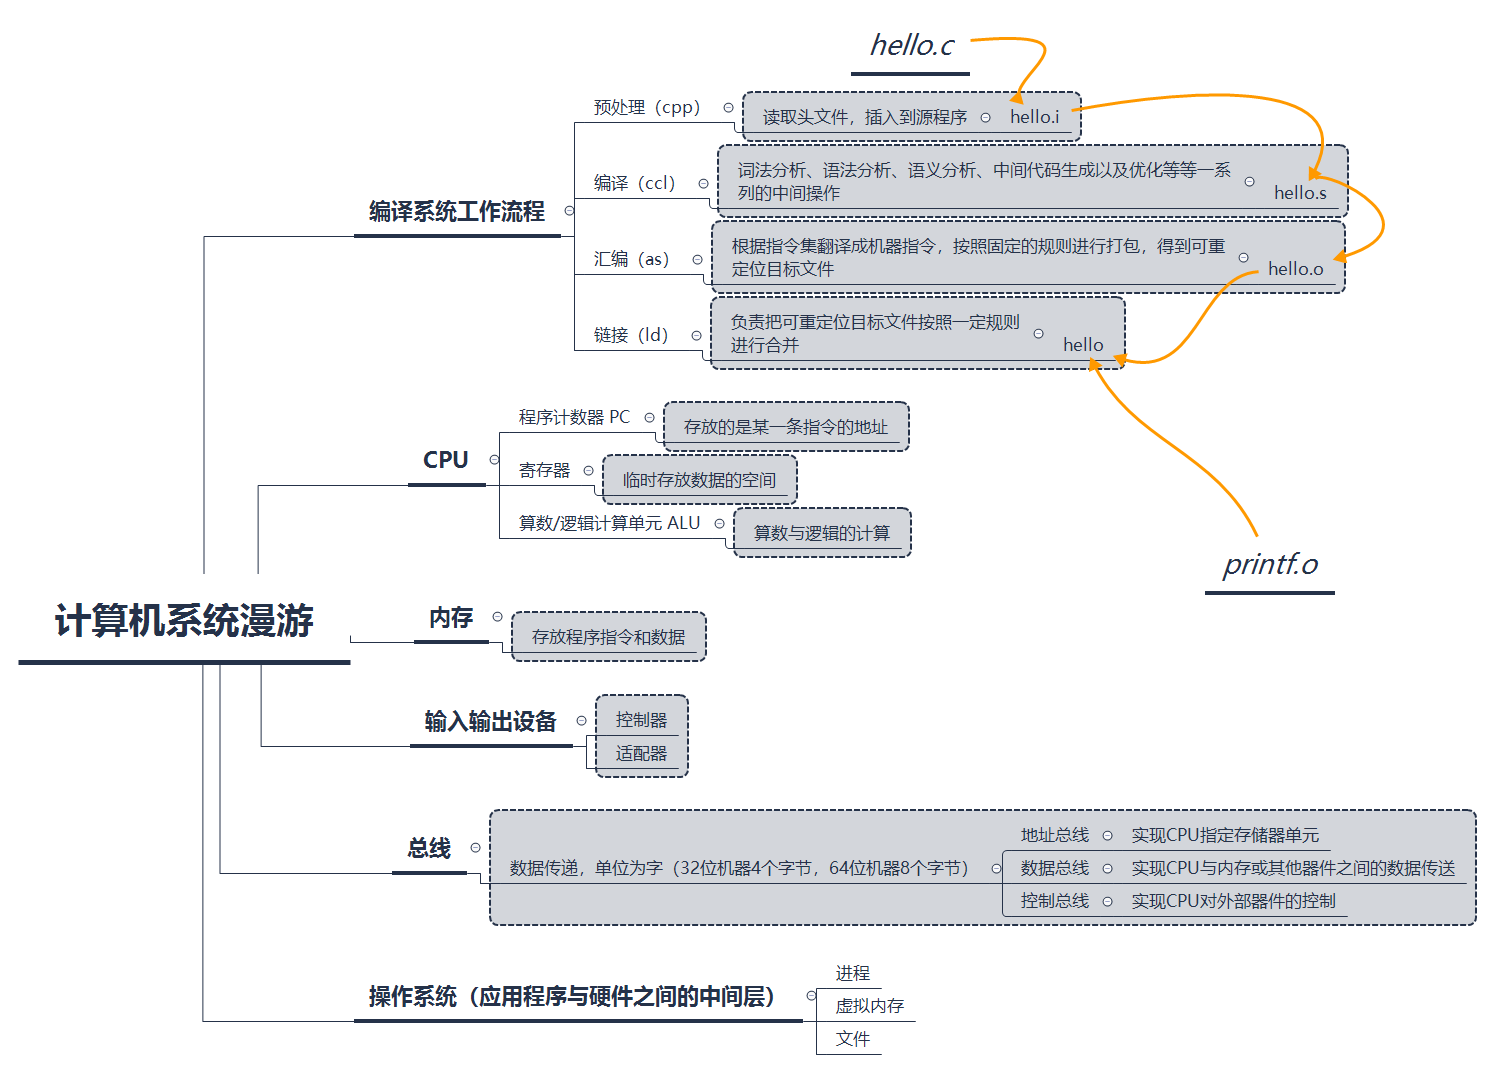 hello.c
预处理（cpp）
读取头文件，插入到源程序
hello.i
编译（ccl）
词法分析、语法分析、语义分析、中间代码生成以及优化等等一系
列的中间操作
hello.s
编译系统工作流程
汇编（as）
根据指令集翻译成机器指令，按照固定的规则进行打包，得到可重
定位目标文件
hello.o
链接（ld）
负责把可重定位目标文件按照一定规则
进行合并
hello
程序计数器 PC
存放的是某一条指令的地址
CPU
寄存器
临时存放数据的空间
算数/逻辑计算单元 ALU
算数与逻辑的计算
printf.o
计算机系统漫游
内存
存放程序指令和数据
输入输出设备
控制器
适配器
总线
数据传递，单位为字（32位机器4个字节，64位机器8个字节）
地址总线
实现CPU指定存储器单元
数据总线
实现CPU与内存或其他器件之间的数据传送
控制总线
实现CPU对外部器件的控制
操作系统（应用程序与硬件之间的中间层）
进程
虚拟内存
文件